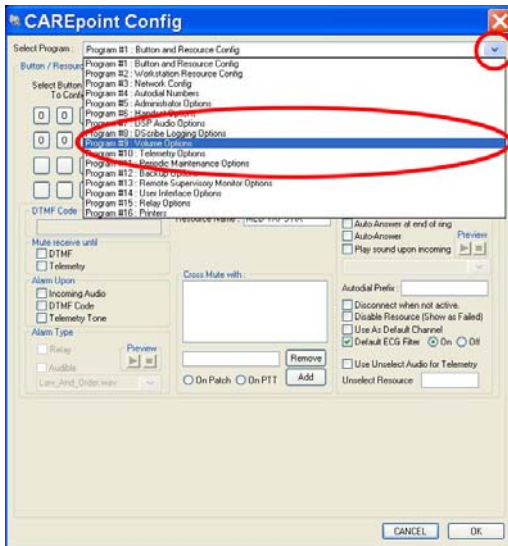 CAREpoint Config
Select Program: Program #1 : Button and Resource Config
Program #1 : Button and Resource Config
Program #2 : Workstation Resource Config
Program #3 : Network Config
Program #4 : Autodial Numbers
Program #5 : Administrator Options
Program #6 : Handset Options
Program #7 : DSP Audio Options
Program #8 : DScribe Logging Options
Program #9 : Volume Options
Program #10 : Telemetry Options
Program #11 : Periodic Maintenance Options
Program #12 : Backup Options
Program #13 : Remote Supervisory Monitor Options
Program #14 : User Interface Options
Program #15 : Relay Options
Program #16 : Printers
Button / Resource
Select Button
To
0 0
0 0
DTMF Code
Resource Name :
Auto Answer at end of ring
Auto-Answer
Preview
Play sound upon incoming
Mute receive until
DTMF
Telemetry
Alarm Upon
Incoming Audio
DTMF Code
Telemetry Tone
Alarm Type
Relay
Preview
Audible
Law_And_Order.wav
Cross Mute with :
Remove
On Patch On PTT Add
Autodial Prefix :
Disconnect when not active.
Disable Resource (Show as Failed)
Use As Default Channel
Default ECG Filter On Off
Use Unselect Audio for Telemetry
Unselect Resource
CANCEL OK